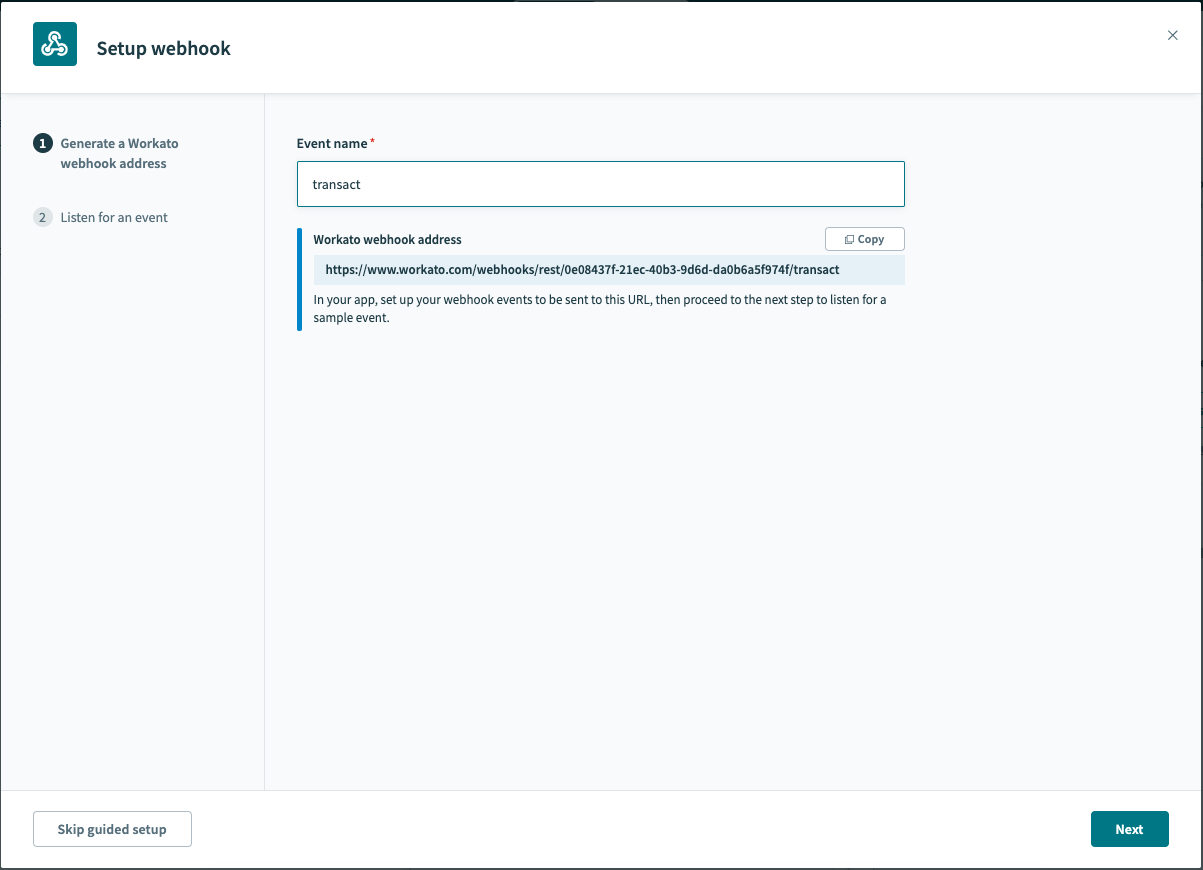 Setup webhook
1 Generate a Workato
webhook address
2 Listen for an event
Event name *
transact
Workato webhook address
Copy
https://www.workato.com/webhooks/rest/0e08437f-21ec-40b3-9d6d-da0b6a5f974f/transact
In your app, set up your webhook events to be sent to this URL, then proceed to the next step to listen for a
sample event.
Skip guided setup
Next